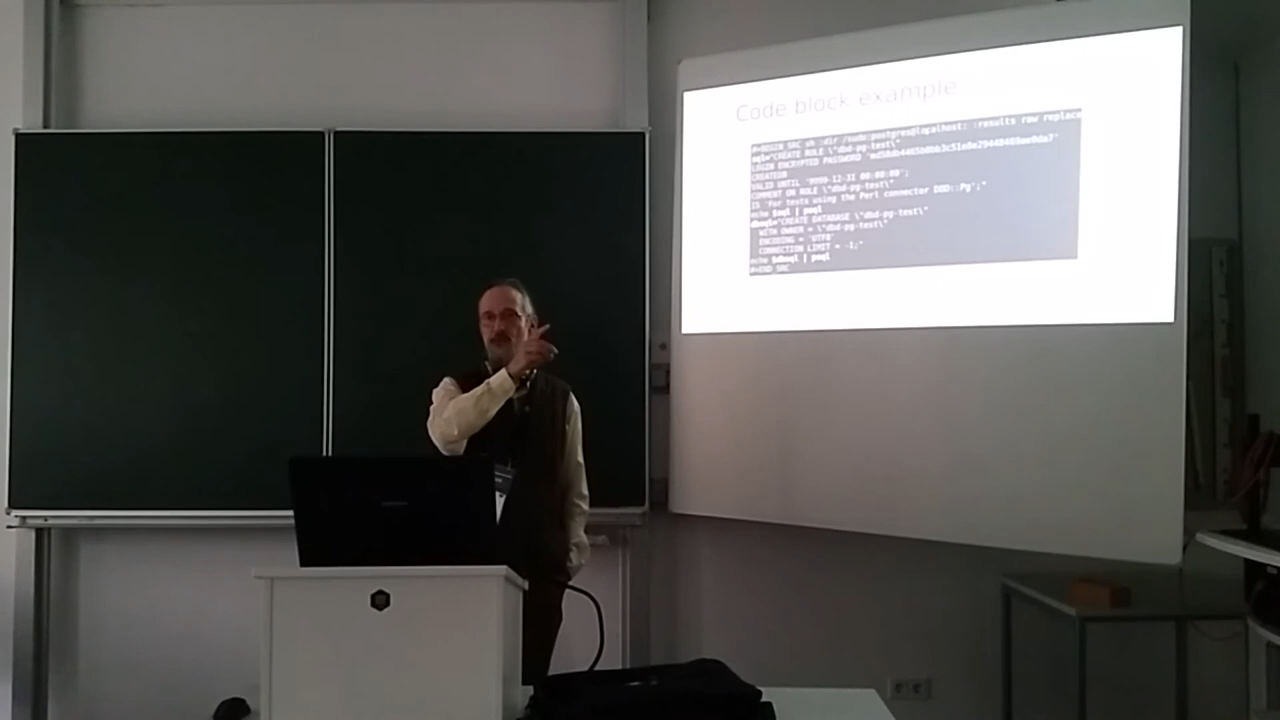 Code block example
#+BEGIN_SRC sh :dir /sudo:postgres@localhost: :results raw replace
sql="CREATE ROLE \"dbd-pg-test\"
LOGIN ENCRYPTED PASSWORD
CREATEDB
VALID UNTIL '9999-12-31 00:00:00';
COMMENT ON ROLE \"dbd-pg-test\"
IS 'For tests using the Perl connector DBD::Pg';"
echo $sql | psql
dbsql="CREATE DATABASE \"dbd-pg-test\"
WITH OWNER = \"dbd-pg-test\"
ENCODING = 'UTF8'
CONNECTION LIMIT = -1;"
echo $dbsql | psql
#+END_SRC